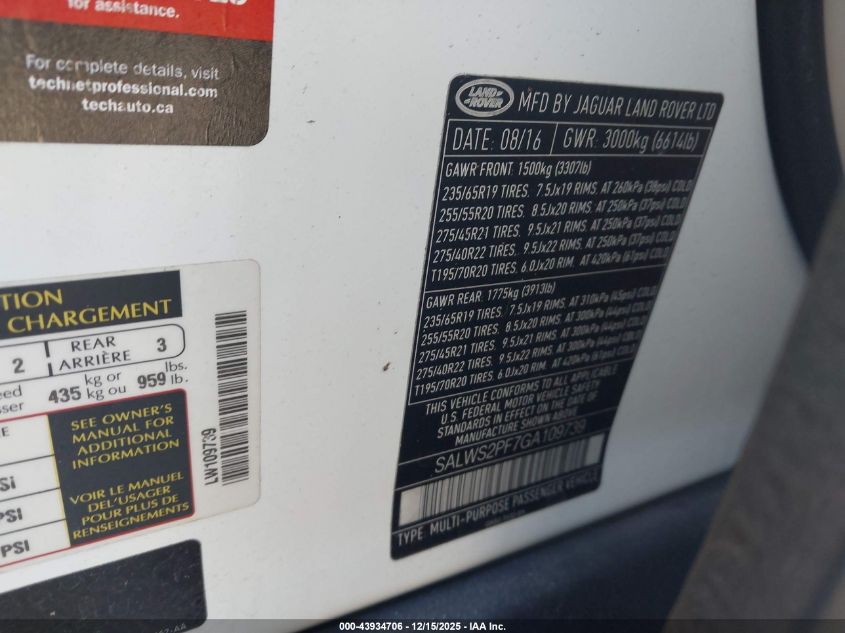 for assistance.
For complete details, visit
technetprofessional.com
techauto.ca
LAND
ROVER
MFD BY JAGUAR LAND ROVER LTD
DATE: 08/16 GWR: 3000kg (6614lb)
GAWR FRONT: 1500kg (3307lb)
235/65R19 TIRES. 7.5Jx19 RIMS. AT 260kPa (38psi) COLD
255/55R20 TIRES. 8.5Jx20 RIMS. AT 250kPa (37psi) COLD
275/45R21 TIRES. 9.5Jx21 RIMS. AT 250kPa (37psi) COLD
275/40R22 TIRES. 9.5Jx22 RIMS. AT 250kPa (37psi) COLD
T195/70R20 TIRES. 6.0Jx20 RIM. AT 420kPa (61psi) COLD
GAWR REAR: 1775kg (3913lb)
235/65R19 TIRES. 7.5Jx19 RIMS. AT 310kPa (45psi) COLD
255/55R20 TIRES. 8.5Jx20 RIMS. AT 300kPa (44psi) COLD
275/45R21 TIRES. 9.5Jx21 RIMS. AT 300kPa (44psi) COLD
275/40R22 TIRES. 9.5Jx22 RIMS. AT 300kPa (44psi) COLD
T195/70R20 TIRES. 6.0Jx20 RIM. AT 420kPa (61psi) COLD
THIS VEHICLE CONFORMS TO ALL APPLICABLE
U.S. FEDERAL MOTOR VEHICLE SAFETY
STANDARDS IN EFFECT ON THE DATE OF
MANUFACTURE SHOWN ABOVE
SALWS2PF7GA109739
TYPE: MULTI-PURPOSE PASSENGER VEHICLE
TION
CHARGEMENT
2 REAR 3
ARRIÈRE
435 kg or 959 lbs.
kg ou lb.
SEE OWNER'S
MANUAL FOR
ADDITIONAL
INFORMATION
VOIR LE MANUEL
DE L'USAGER
POUR PLUS DE
RENSEIGNEMENTS
PSI
PSI
LW109739
000-43934706 - 12/15/2025 - IAA Inc.